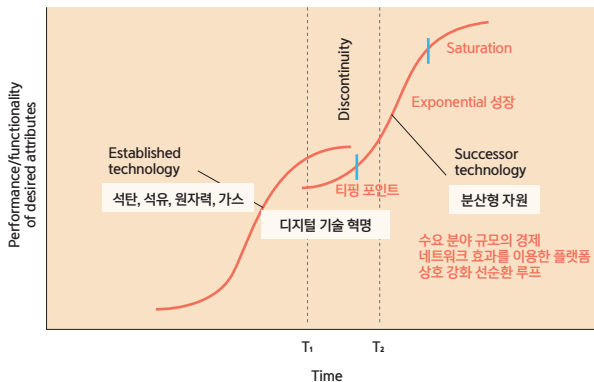 Performance/functionality
of desired attributes
Discontinuity
Saturation
Exponential 성장
Established
technology
석탄, 석유, 원자력, 가스
티핑 포인트
디지털 기술 혁명
Successor
technology
분산형 자원
수요 분야 규모의 경제
네트워크 효과를 이용한 플랫폼
상호 강화 선순환 루프
T₁
T₂
Time